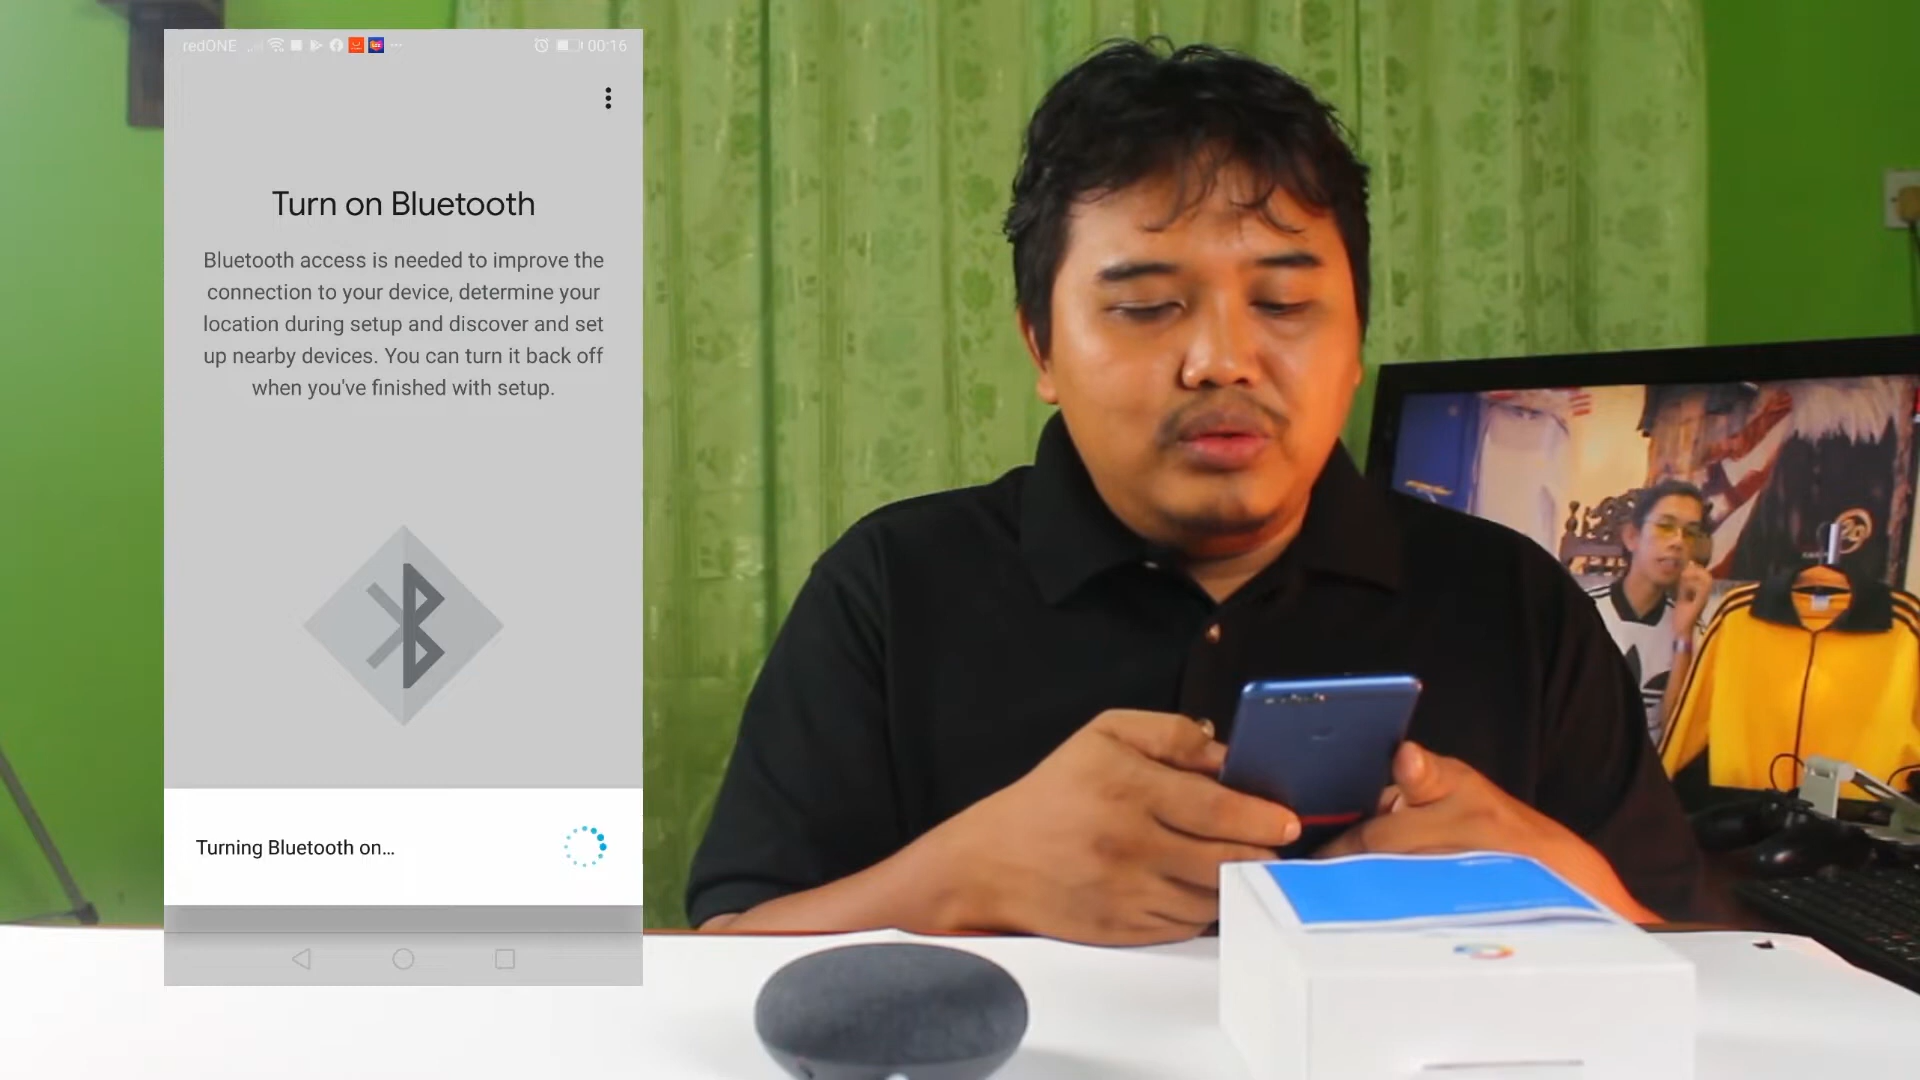 redONE
00:16
Turn on Bluetooth
Bluetooth access is needed to improve the
connection to your device, determine your
location during setup and discover and set
up nearby devices. You can turn it back off
when you've finished with setup.
Turning Bluetooth on...